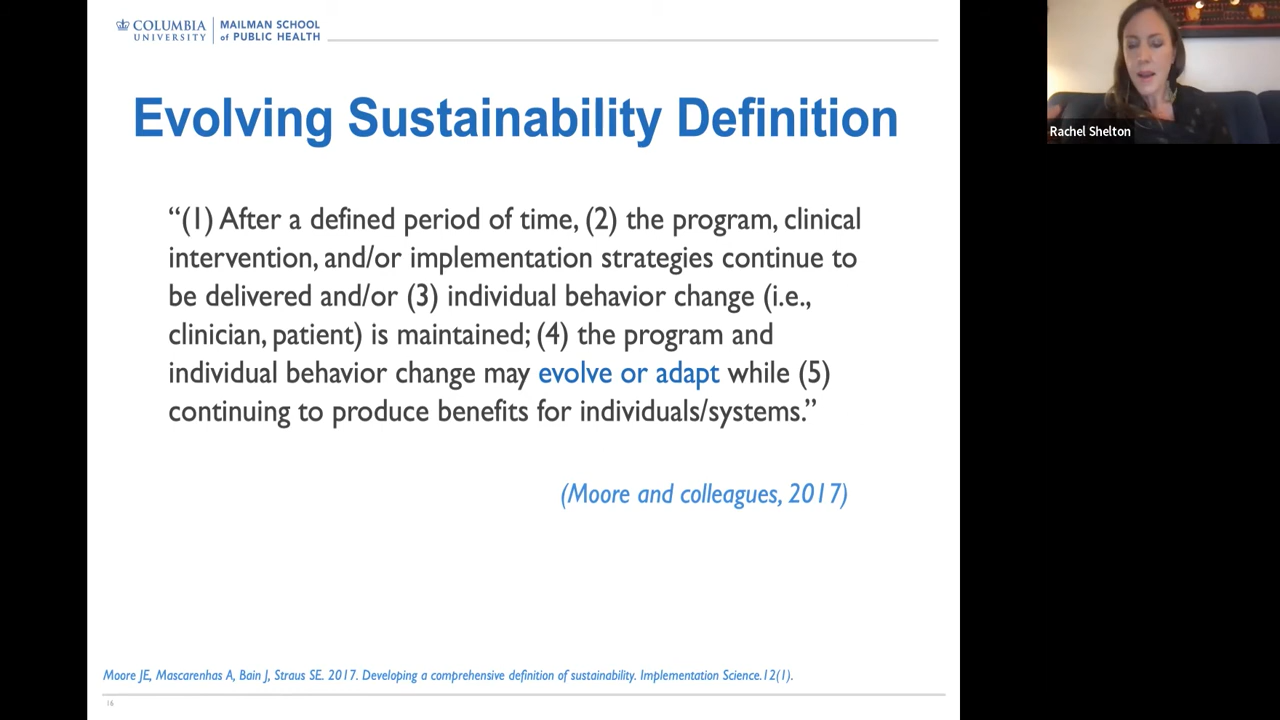 COLUMBIA UNIVERSITY
MAILMAN SCHOOL of PUBLIC HEALTH
Rachel Shelton
Evolving Sustainability Definition
“(1) After a defined period of time, (2) the program, clinical
intervention, and/or implementation strategies continue to
be delivered and/or (3) individual behavior change (i.e.,
clinician, patient) is maintained; (4) the program and
individual behavior change may evolve or adapt while (5)
continuing to produce benefits for individuals/systems.”
(Moore and colleagues, 2017)
Moore JE, Mascarenhas A, Bain J, Straus SE. 2017. Developing a comprehensive definition of sustainability. Implementation Science.12(1).
16